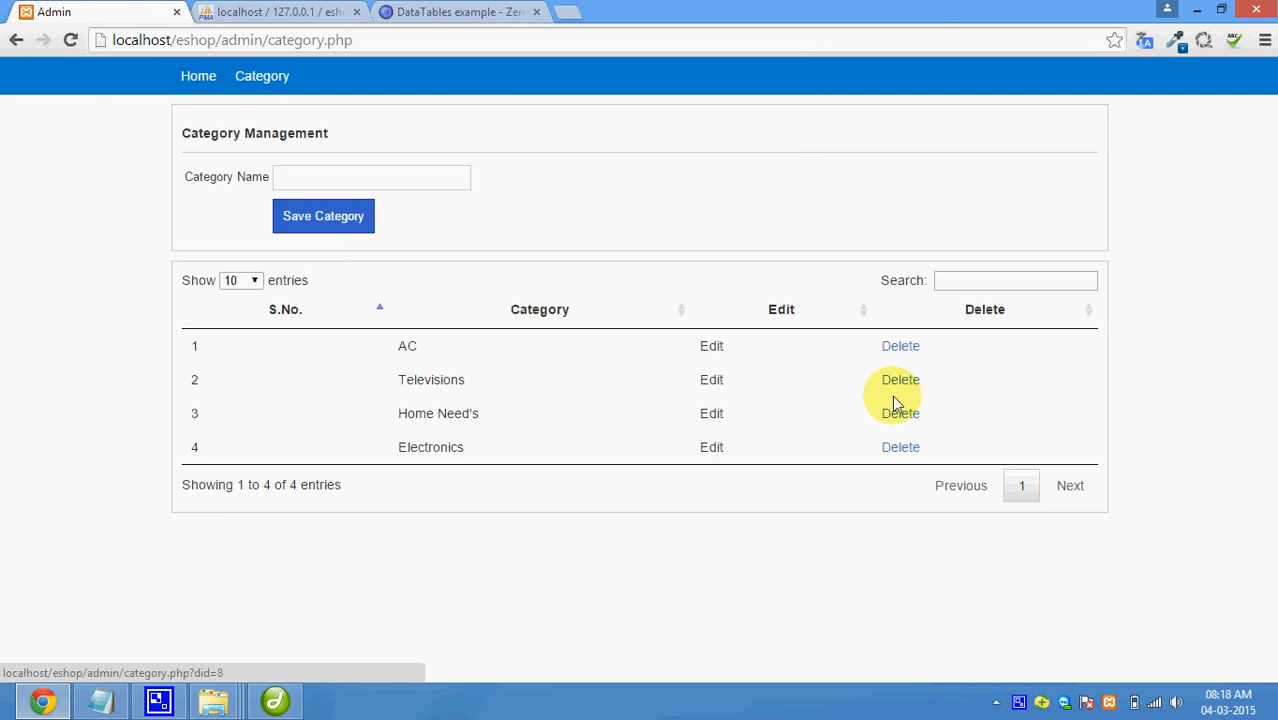 Admin
localhost / 127.0.0.1 / esh
DataTables example - Zer
localhost/eshop/admin/category.php
Home Category
Category Management
Category Name
Save Category
Show 10 entries Search:
S.No. Category Edit Delete
1 AC Edit Delete
2 Televisions Edit Delete
3 Home Need's Edit Delete
4 Electronics Edit Delete
Showing 1 to 4 of 4 entries Previous 1 Next
localhost/eshop/admin/category.php?did=8
08:18 AM
04-03-2015